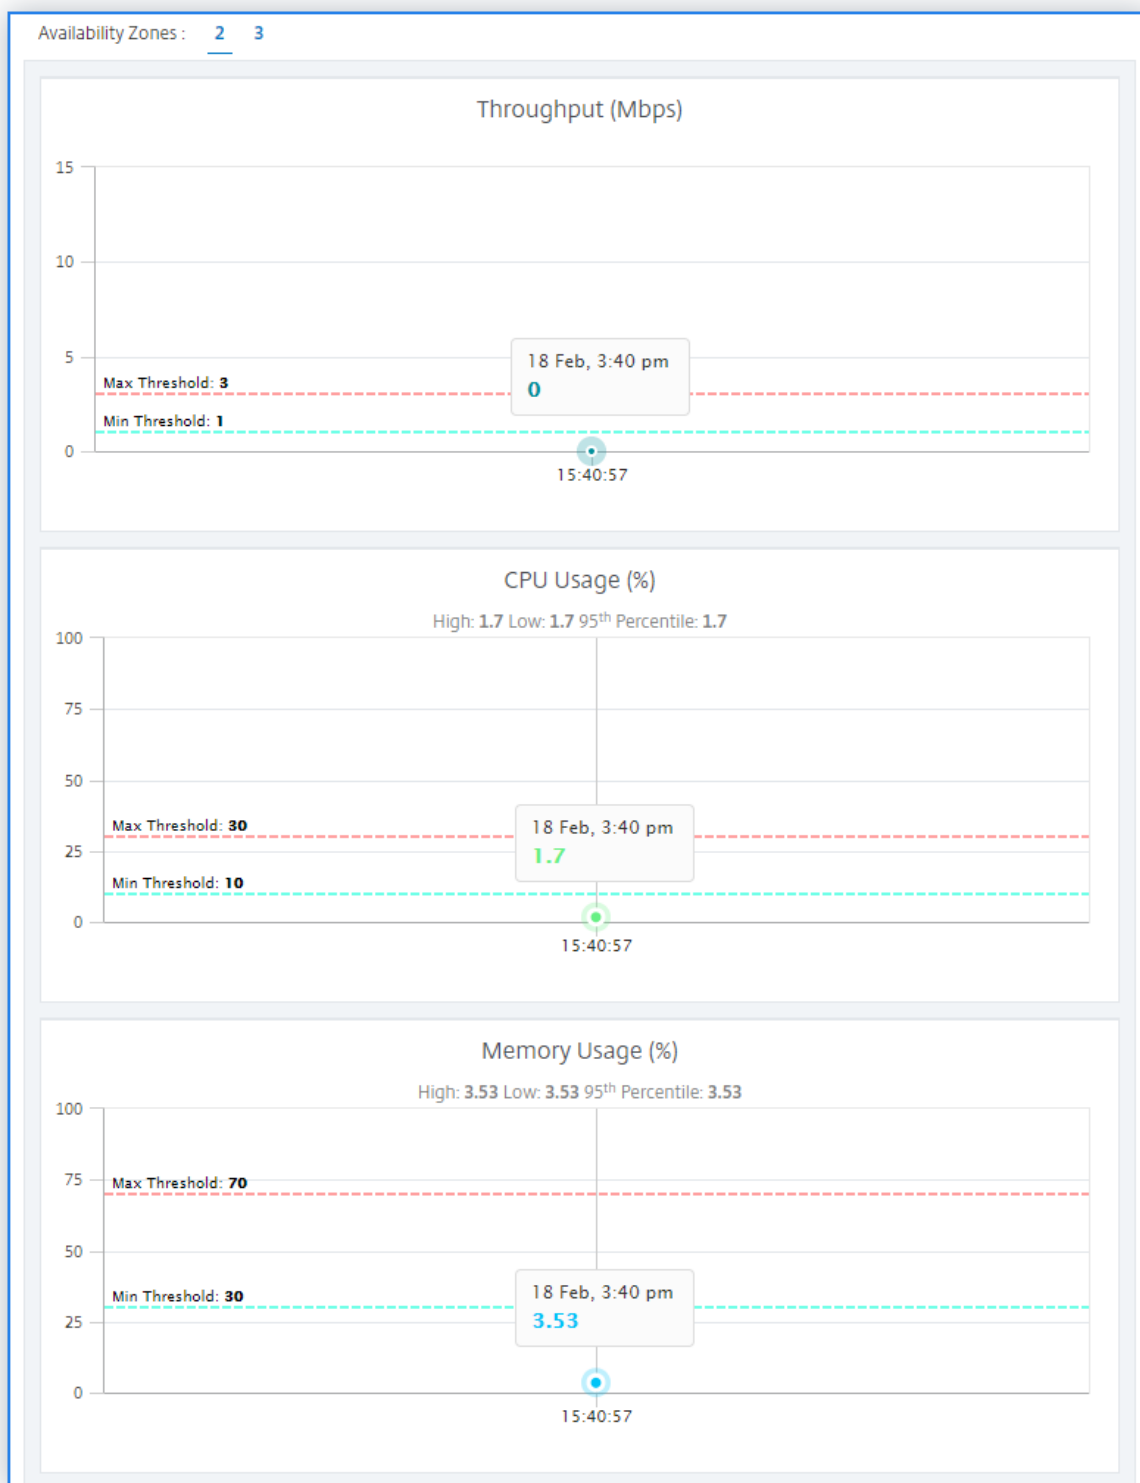 Availability Zones : 2 3
Throughput (Mbps)
15
10
5
18 Feb, 3:40 pm
0
Max Threshold: 3
Min Threshold: 1
0
15:40:57
CPU Usage (%)
High: 1.7 Low: 1.7 95th Percentile: 1.7
100
75
50
Max Threshold: 30
18 Feb, 3:40 pm
1.7
25
Min Threshold: 10
0
15:40:57
Memory Usage (%)
High: 3.53 Low: 3.53 95th Percentile: 3.53
100
75
Max Threshold: 70
50
Min Threshold: 30
18 Feb, 3:40 pm
3.53
25
0
15:40:57